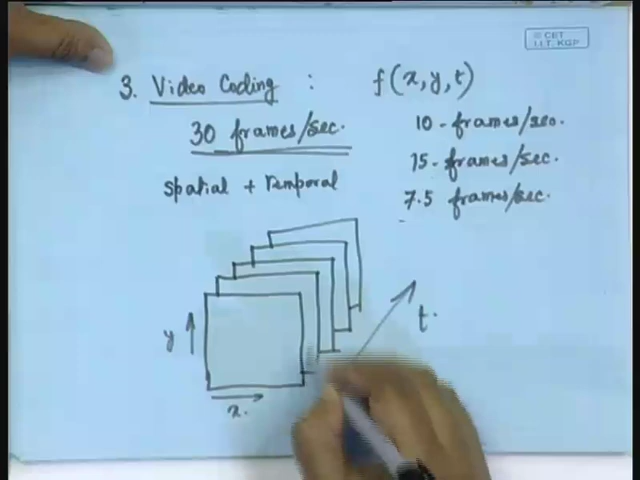 © CET
I.I.T. KGP
3. Video Coding : f(x, y, t)
30 frames/sec.
10 - frames/sec.
15 - frames/sec.
spatial + Temporal
7.5 frames/sec.
y
t.
x.